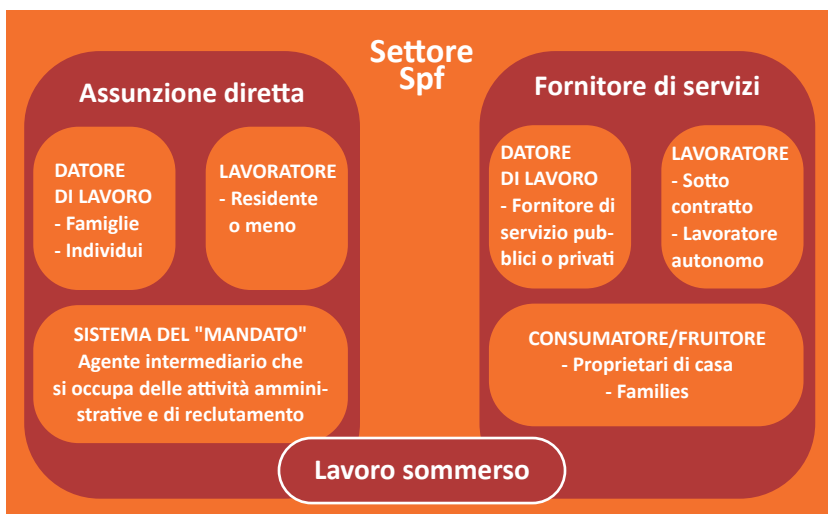 Settore
Spf
Assunzione diretta
DATORE
DI LAVORO
- Famiglie
- Individui
LAVORATORE
- Residente
o meno
SISTEMA DEL "MANDATO"
Agente intermediario che
si occupa delle attività ammini-
strative e di reclutamento
Fornitore di servizi
DATORE
DI LAVORO
- Fornitore di
servizio pub-
blici o privati
LAVORATORE
- Sotto
contratto
- Lavoratore
autonomo
CONSUMATORE/FRUITORE
- Proprietari di casa
- Families
Lavoro sommerso